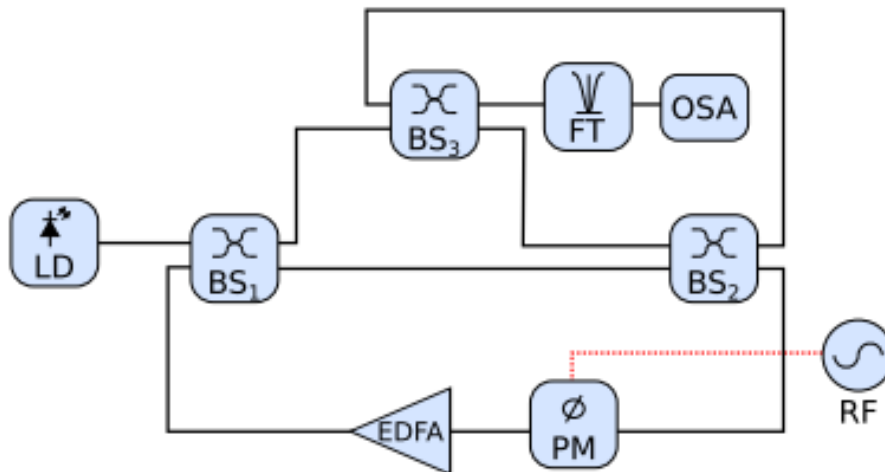 BS₃
FT
OSA
LD
BS₁
BS₂
EDFA
ϕ
PM
RF